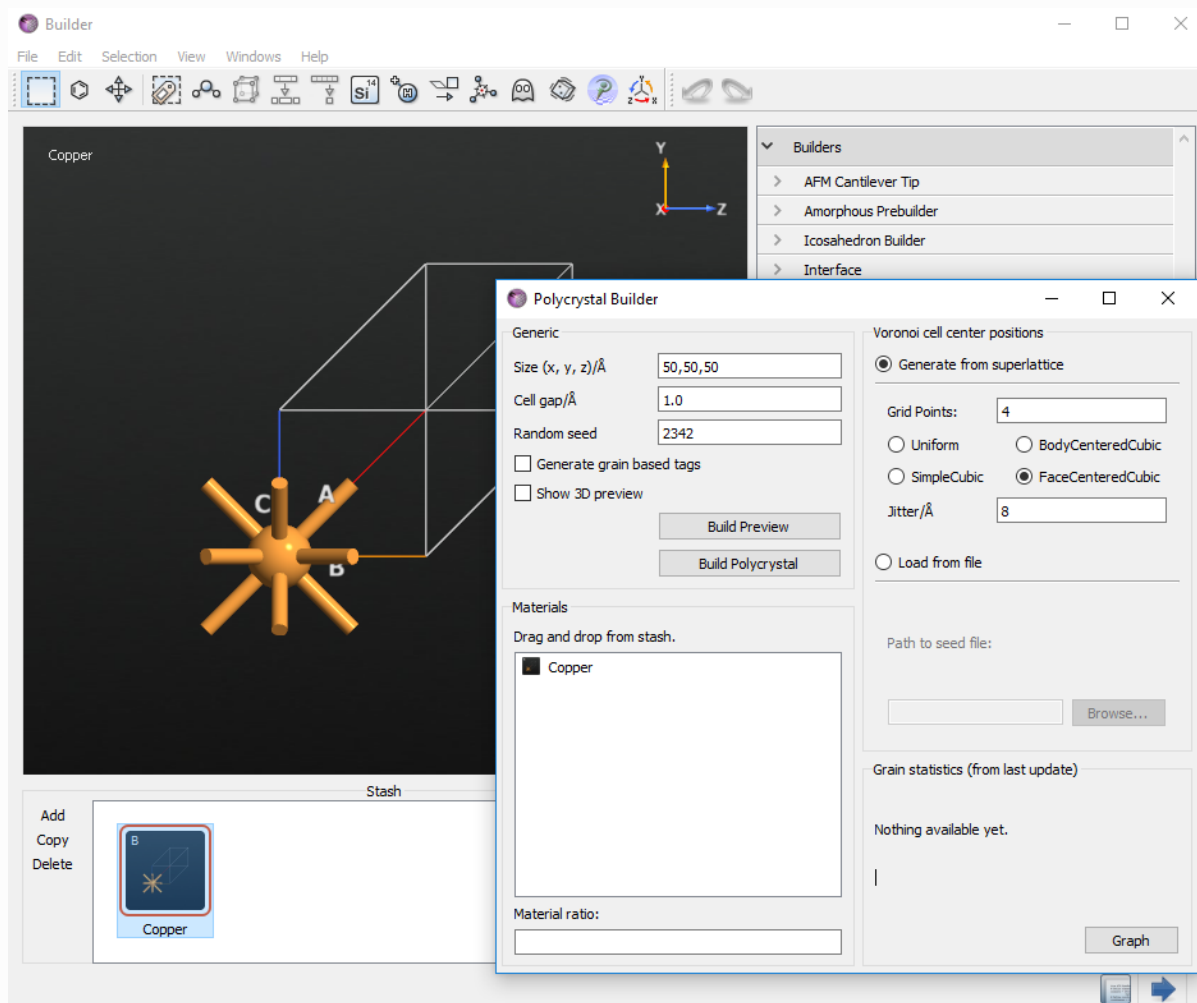 Builder
File Edit Selection View Windows Help
Si 14
H
P
Y
Z X
Copper
Y
X Z
C A
B
Builders
AFM Cantilever Tip
Amorphous Prebuilder
Icosahedron Builder
Interface
Polycrystal Builder
Generic
Size (x, y, z)/Å 50,50,50
Cell gap/Å 1.0
Random seed 2342
Generate grain based tags
Show 3D preview
Build Preview
Build Polycrystal
Materials
Drag and drop from stash.
Copper
Material ratio:
Voronoi cell center positions
Generate from superlattice
Grid Points: 4
Uniform BodyCenteredCubic
SimpleCubic FaceCenteredCubic
Jitter/Å 8
Load from file
Path to seed file:
Browse...
Grain statistics (from last update)
Nothing available yet.
Graph
Stash
Add
Copy
Delete
B
Copper